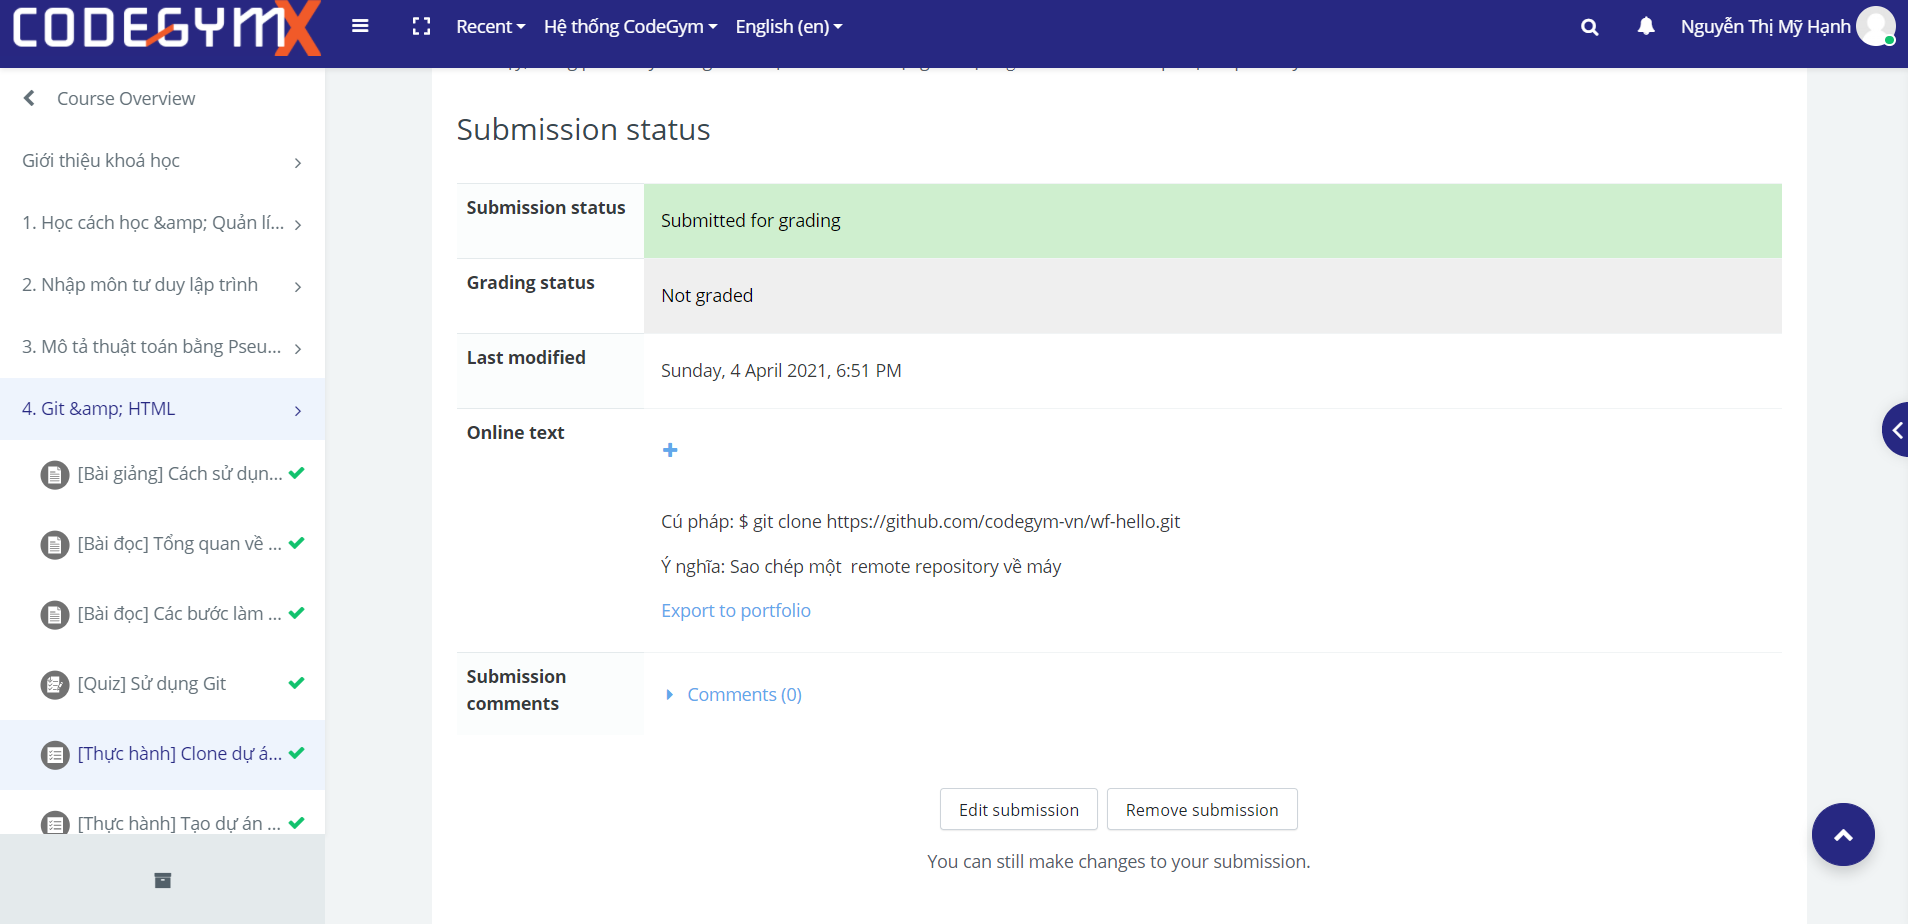 CODEGYMX
Recent
Hệ thống CodeGym
English (en)
Nguyễn Thị Mỹ Hạnh
Course Overview
Giới thiệu khoá học
1. Học cách học &amp; Quản lí...
2. Nhập môn tư duy lập trình
3. Mô tả thuật toán bằng Pseu...
4. Git &amp; HTML
[Bài giảng] Cách sử dụn...
[Bài đọc] Tổng quan về ...
[Bài đọc] Các bước làm ...
[Quiz] Sử dụng Git
[Thực hành] Clone dự á...
[Thực hành] Tạo dự án ...
Submission status
Submission status
Submitted for grading
Grading status
Not graded
Last modified
Sunday, 4 April 2021, 6:51 PM
Online text
Cú pháp: $ git clone https://github.com/codegym-vn/wf-hello.git
Ý nghĩa: Sao chép một  remote repository về máy
Export to portfolio
Submission
comments
Comments (0)
Edit submission
Remove submission
You can still make changes to your submission.